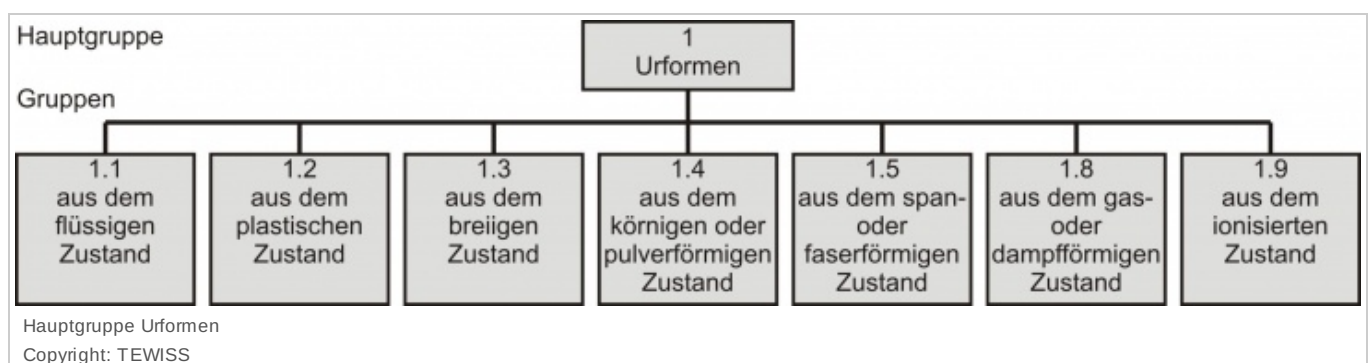 Hauptgruppe
1
Urformen
Gruppen
1.1
aus dem
flüssigen
Zustand
1.2
aus dem
plastischen
Zustand
1.3
aus dem
breiigen
Zustand
1.4
aus dem
körnigen oder
pulverförmigen
Zustand
1.5
aus dem span-
oder
faserförmigen
Zustand
1.8
aus dem gas-
oder
dampfförmigen
Zustand
1.9
aus dem
ionisierten
Zustand
Hauptgruppe Urformen
Copyright: TEWISS